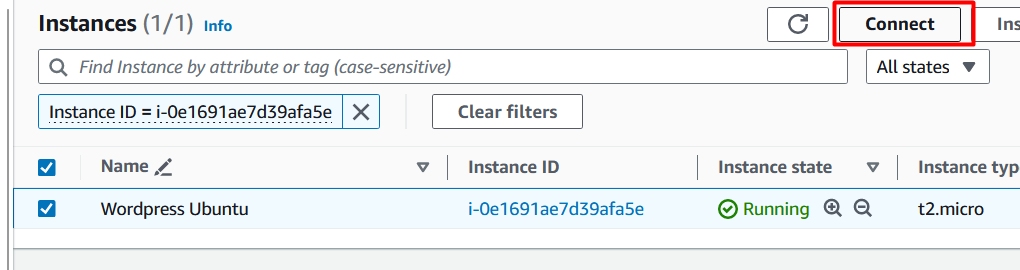 Instances (1/1) Info
Connect
Ins
Find Instance by attribute or tag (case-sensitive)
All states
Instance ID = i-0e1691ae7d39afa5e
Clear filters
Name Instance ID Instance state Instance typ
Wordpress Ubuntu i-0e1691ae7d39afa5e Running t2.micro